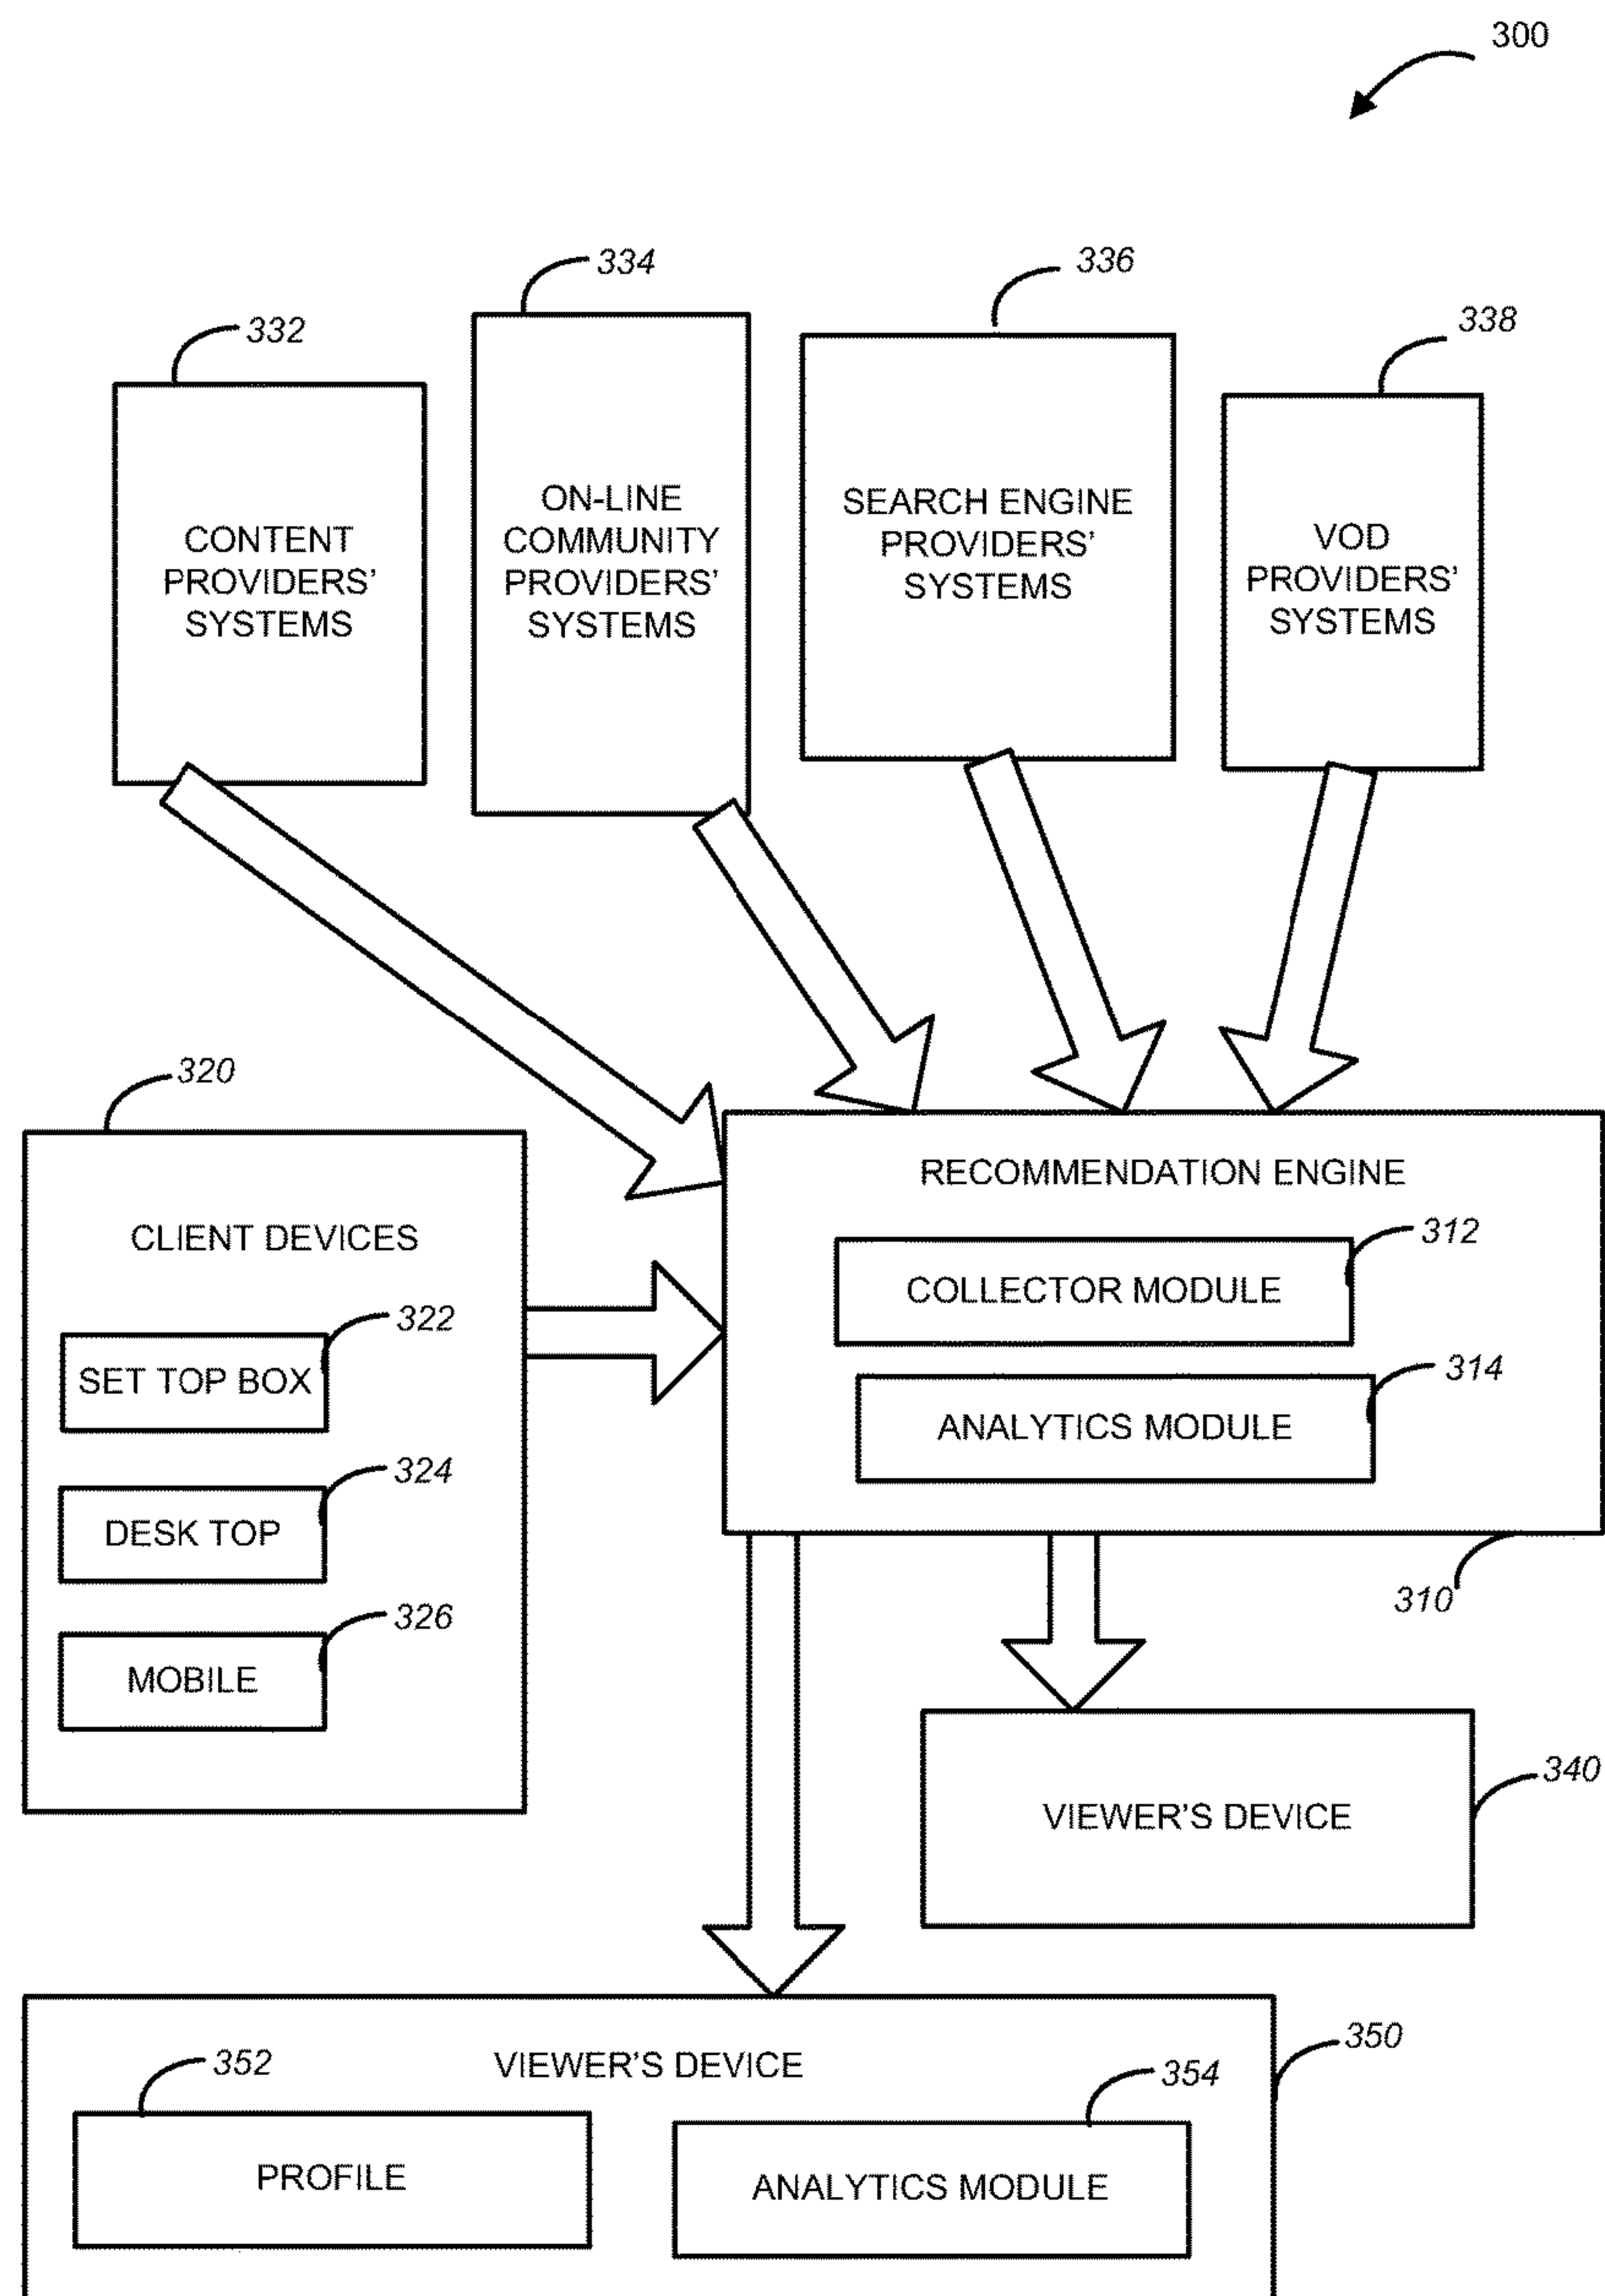 300
334
336
332
338
CONTENT
PROVIDERS’
SYSTEMS
ON-LINE
COMMUNITY
PROVIDERS’
SYSTEMS
SEARCH ENGINE
PROVIDERS’
SYSTEMS
VOD
PROVIDERS’
SYSTEMS
320
CLIENT DEVICES
322
SET TOP BOX
324
DESK TOP
326
MOBILE
RECOMMENDATION ENGINE
312
COLLECTOR MODULE
314
ANALYTICS MODULE
310
340
VIEWER’S DEVICE
350
VIEWER’S DEVICE
352
PROFILE
354
ANALYTICS MODULE